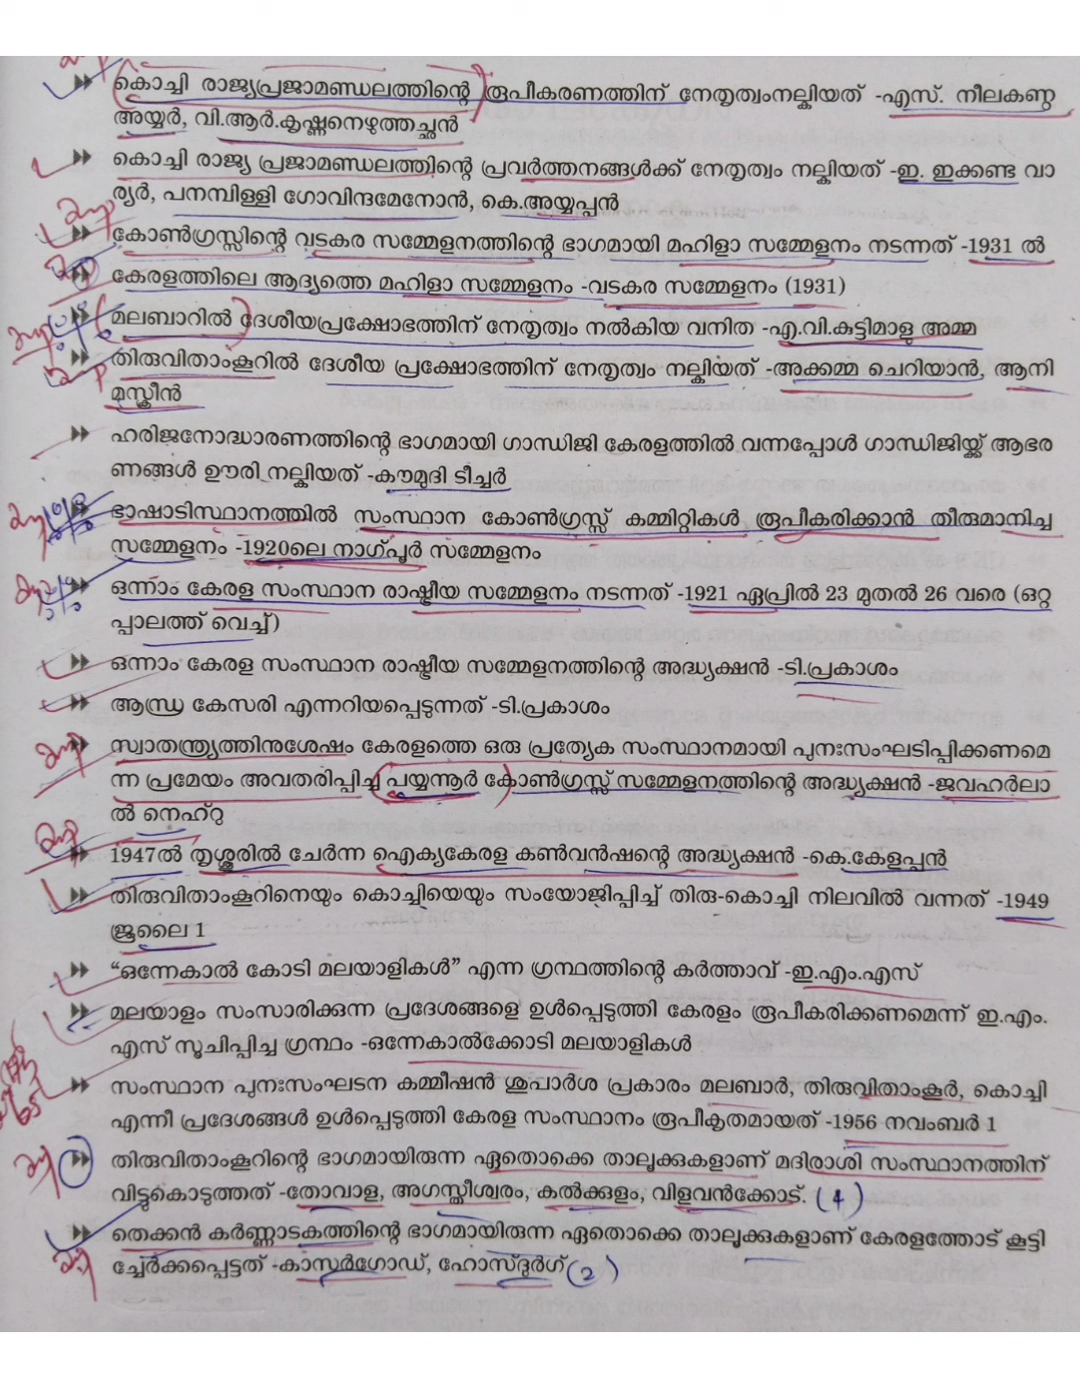 കൊച്ചി രാജ്യപ്രജാമണ്ഡലത്തിന്റെ രൂപീകരണത്തിന് നേതൃത്വംനല്കിയത് -എസ്. നീലകണ്ഠ
അയ്യർ, വി.ആർ.കൃഷ്ണനെഴുത്തച്ഛൻ
കൊച്ചി രാജ്യ പ്രജാമണ്ഡലത്തിന്റെ പ്രവർത്തനങ്ങൾക്ക് നേതൃത്വം നല്കിയത് -ഇ. ഇക്കണ്ട വാ
ര്യർ, പനമ്പിള്ളി ഗോവിന്ദമേനോൻ, കെ.അയ്യപ്പൻ
കോൺഗ്രസ്സിന്റെ വടകര സമ്മേളനത്തിന്റെ ഭാഗമായി മഹിളാ സമ്മേളനം നടന്നത് -1931 ൽ
കേരളത്തിലെ ആദ്യത്തെ മഹിളാ സമ്മേളനം -വടകര സമ്മേളനം (1931)
മലബാറിൽ ദേശീയപ്രക്ഷോഭത്തിന് നേതൃത്വം നൽകിയ വനിത -എ.വി.കുട്ടിമാളു അമ്മ
തിരുവിതാംകൂറിൽ ദേശീയ പ്രക്ഷോഭത്തിന് നേതൃത്വം നല്കിയത് -അക്കമ്മ ചെറിയാൻ, ആനി
മസ്ക്രീൻ
ഹരിജനോദ്ധാരണത്തിന്റെ ഭാഗമായി ഗാന്ധിജി കേരളത്തിൽ വന്നപ്പോൾ ഗാന്ധിജിയ്ക്ക് ആഭര
ണങ്ങൾ ഊരി നല്കിയത് -കൗമുദി ടീച്ചർ
ഭാഷാടിസ്ഥാനത്തിൽ സംസ്ഥാന കോൺഗ്രസ്സ് കമ്മിറ്റികൾ രൂപീകരിക്കാൻ തീരുമാനിച്ച
സമ്മേളനം -1920ലെ നാഗ്പൂർ സമ്മേളനം
ഒന്നാം കേരള സംസ്ഥാന രാഷ്ട്രീയ സമ്മേളനം നടന്നത് -1921 ഏപ്രിൽ 23 മുതൽ 26 വരെ (ഒറ്റ
പ്പാലത്ത് വെച്ച്)
ഒന്നാം കേരള സംസ്ഥാന രാഷ്ട്രീയ സമ്മേളനത്തിന്റെ അദ്ധ്യക്ഷൻ -ടി.പ്രകാശം
ആന്ധ്ര കേസരി എന്നറിയപ്പെടുന്നത് -ടി.പ്രകാശം
സ്വാതന്ത്ര്യത്തിനുശേഷം കേരളത്തെ ഒരു പ്രത്യേക സംസ്ഥാനമായി പുനഃസംഘടിപ്പിക്കണമെ
ന്ന പ്രമേയം അവതരിപ്പിച്ച പയ്യന്നൂർ കോൺഗ്രസ്സ് സമ്മേളനത്തിന്റെ അദ്ധ്യക്ഷൻ -ജവഹർലാ
ൽ നെഹ്റു
1947ൽ തൃശ്ശൂരിൽ ചേർന്ന ഐക്യകേരള കൺവൻഷന്റെ അദ്ധ്യക്ഷൻ -കെ.കേളപ്പൻ
തിരുവിതാംകൂറിനെയും കൊച്ചിയെയും സംയോജിപ്പിച്ച് തിരു-കൊച്ചി നിലവിൽ വന്നത് -1949
ജൂലൈ 1
“ഒന്നേകാൽ കോടി മലയാളികൾ” എന്ന ഗ്രന്ഥത്തിന്റെ കർത്താവ് -ഇ.എം.എസ്
മലയാളം സംസാരിക്കുന്ന പ്രദേശങ്ങളെ ഉൾപ്പെടുത്തി കേരളം രൂപീകരിക്കണമെന്ന് ഇ.എം.
എസ് സൂചിപ്പിച്ച ഗ്രന്ഥം -ഒന്നേകാൽക്കോടി മലയാളികൾ
സംസ്ഥാന പുനഃസംഘടന കമ്മീഷൻ ശുപാർശ പ്രകാരം മലബാർ, തിരുവിതാംകൂർ, കൊച്ചി
എന്നീ പ്രദേശങ്ങൾ ഉൾപ്പെടുത്തി കേരള സംസ്ഥാനം രൂപീകൃതമായത് -1956 നവംബർ 1
തിരുവിതാംകൂറിന്റെ ഭാഗമായിരുന്ന ഏതൊക്കെ താലൂക്കുകളാണ് മദിരാശി സംസ്ഥാനത്തിന്
വിട്ടുകൊടുത്തത് -തോവാള, അഗസ്തീശ്വരം, കൽക്കുളം, വിളവൻക്കോട്. (4)
തെക്കൻ കർണ്ണാടകത്തിന്റെ ഭാഗമായിരുന്ന ഏതൊക്കെ താലൂക്കുകളാണ് കേരളത്തോട് കൂട്ടി
ച്ചേർക്കപ്പെട്ടത് -കാസർഗോഡ്, ഹോസ്ദുർഗ് (2)